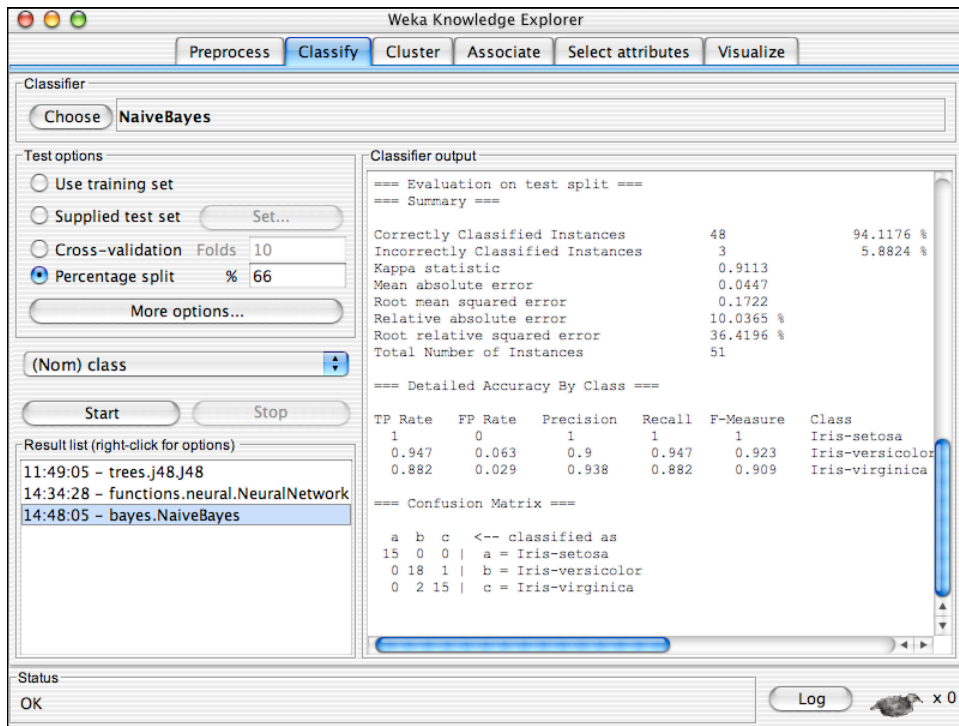 Weka Knowledge Explorer
Preprocess Classify Cluster Associate Select attributes Visualize
Classifier
Choose NaiveBayes
Test options
Use training set
Supplied test set Set...
Cross-validation Folds 10
Percentage split % 66
More options...
(Nom) class
Start Stop
Result list (right-click for options)
11:49:05 – trees.j48.J48
14:34:28 – functions.neural.NeuralNetwork
14:48:05 – bayes.NaiveBayes
Classifier output
=== Evaluation on test split ===
=== Summary ===
Correctly Classified Instances 48 94.1176 %
Incorrectly Classified Instances 3 5.8824 %
Kappa statistic 0.9113
Mean absolute error 0.0447
Root mean squared error 0.1722
Relative absolute error 10.0365 %
Root relative squared error 36.4196 %
Total Number of Instances 51
=== Detailed Accuracy By Class ===
TP Rate FP Rate Precision Recall F-Measure Class
1 0 1 1 1 Iris-setosa
0.947 0.063 0.9 0.947 0.923 Iris-versicolor
0.882 0.029 0.938 0.882 0.909 Iris-virginica
=== Confusion Matrix ===
a b c <-- classified as
15 0 0 | a = Iris-setosa
0 18 1 | b = Iris-versicolor
0 2 15 | c = Iris-virginica
Status
OK
Log x 0